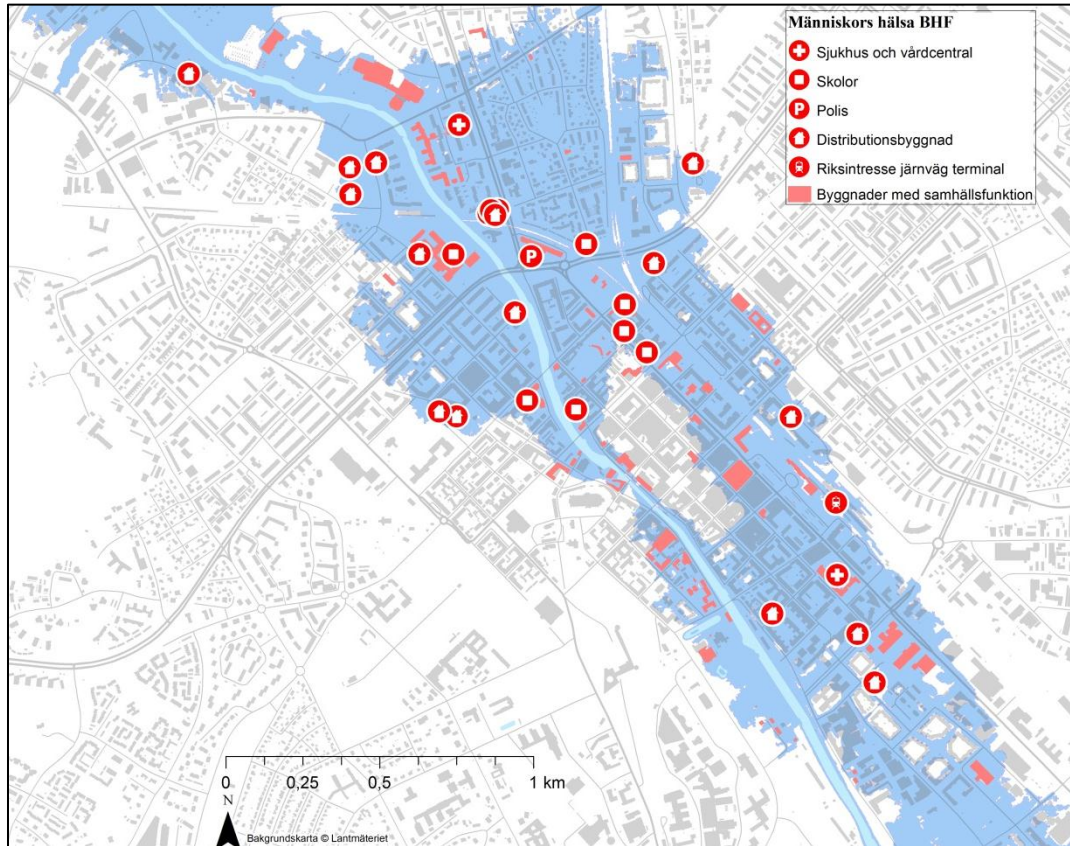 Människors hälsa BHF
Sjukhus och vårdcentral
Skolor
P Polis
Distributionsbyggnad
Riksintresse järnväg terminal
Byggnader med samhällsfunktion
P
0 0,25 0,5 1 km
N
Bakgrundskarta © Lantmäteriet